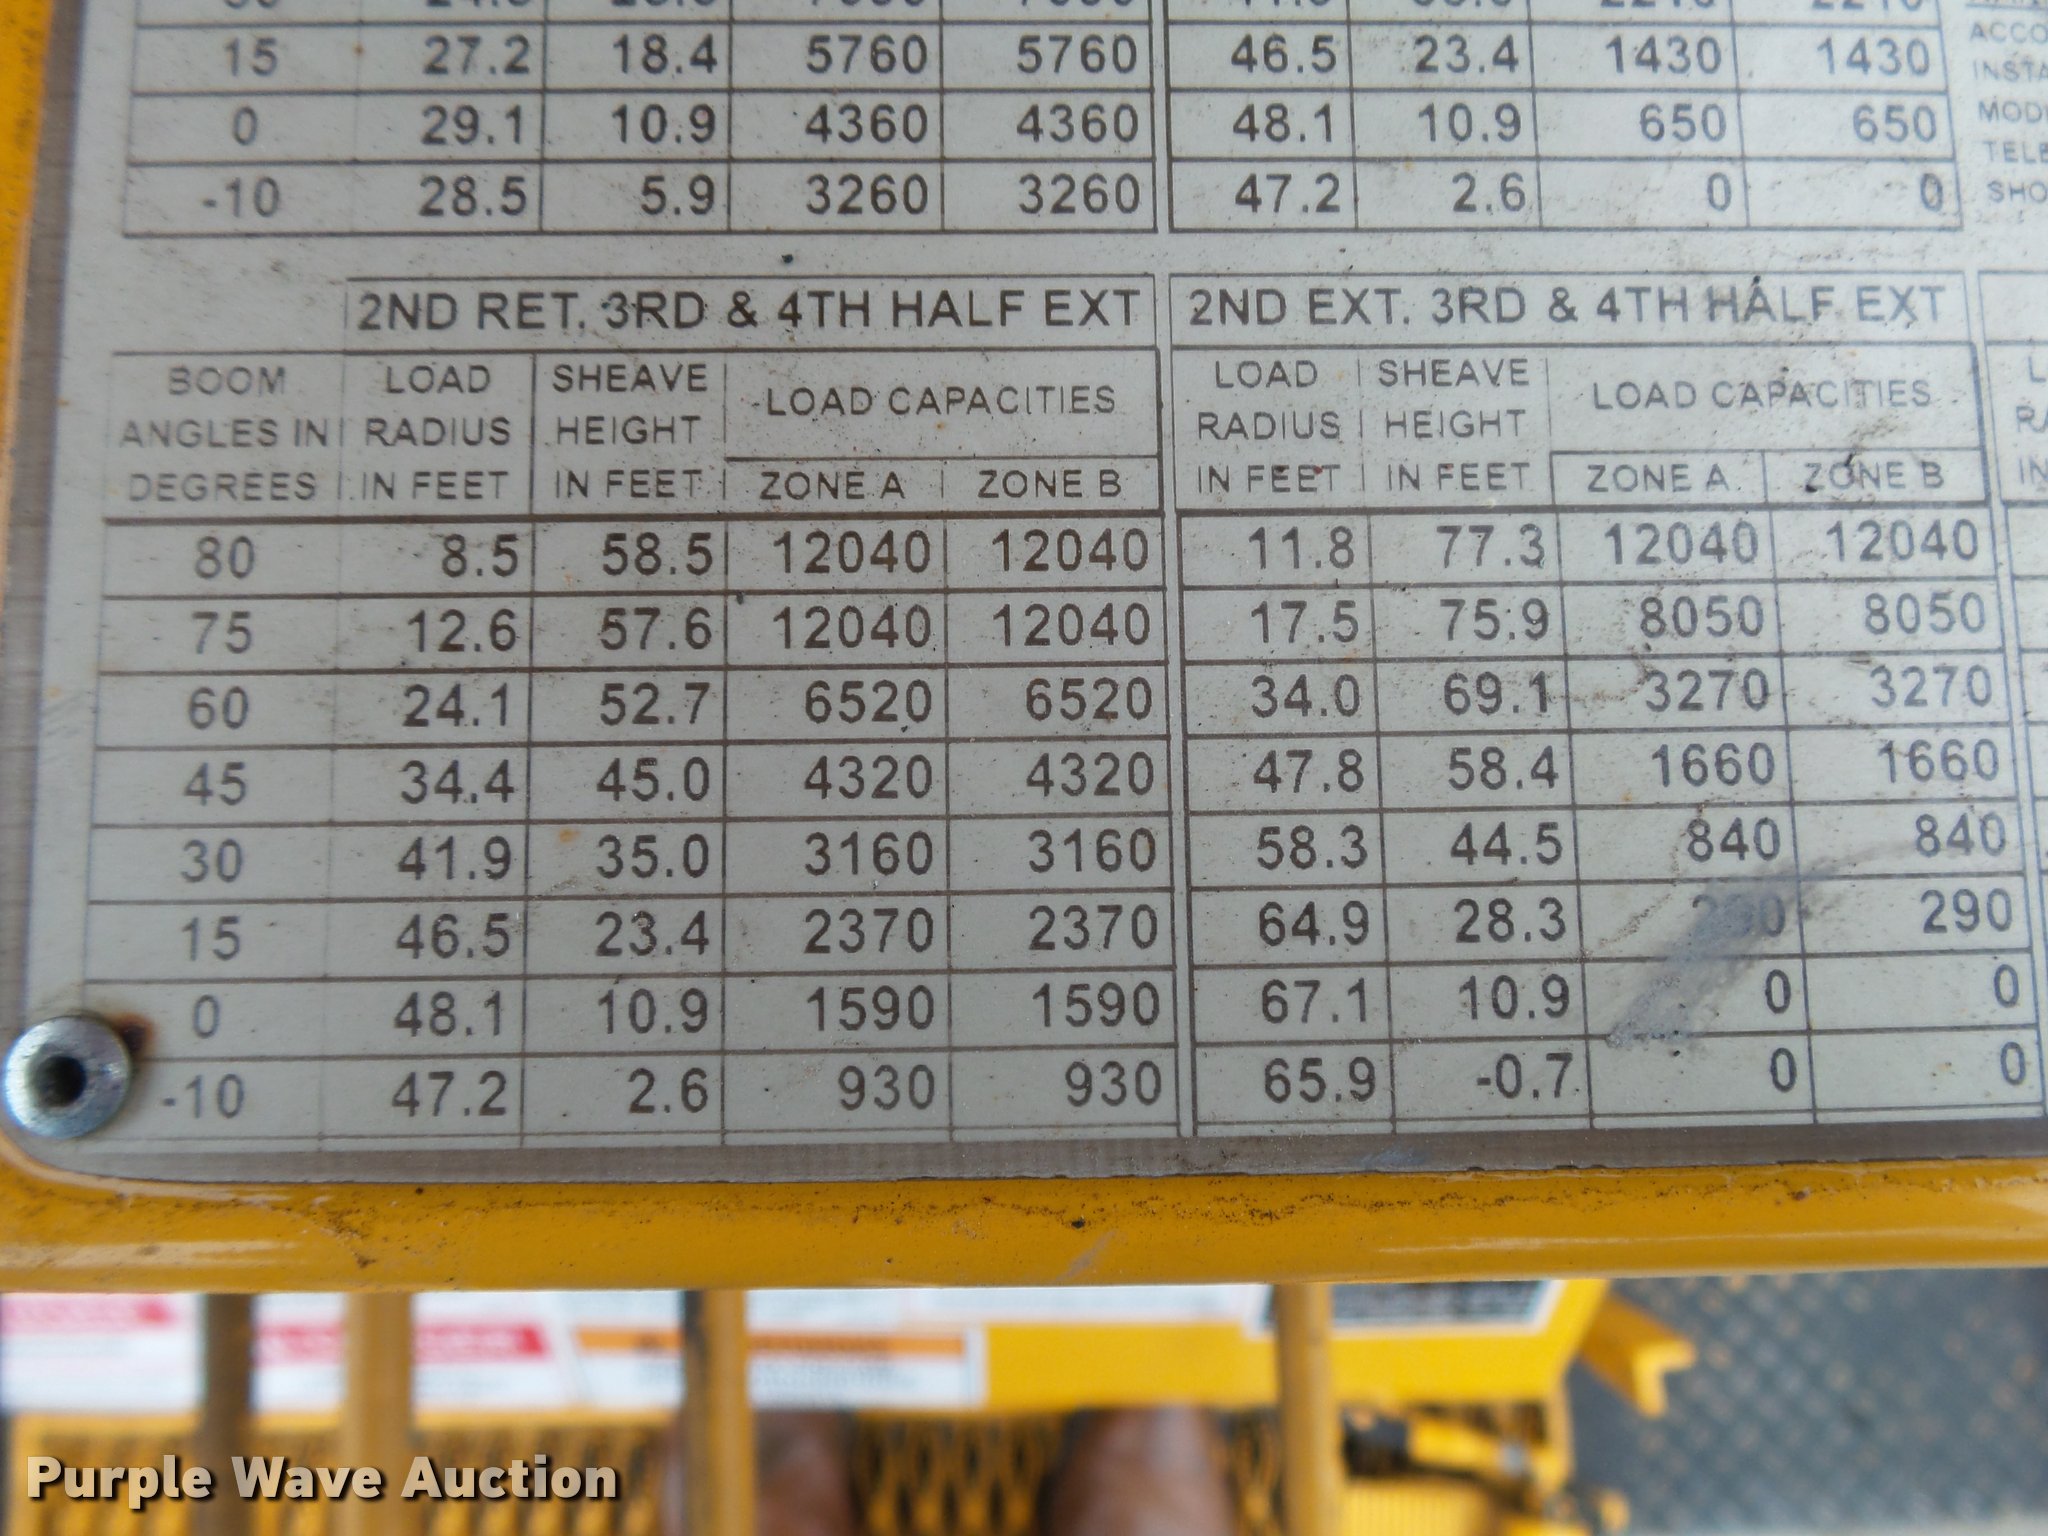 15 27.2 18.4 5760 5760 46.5 23.4 1430 1430
0 29.1 10.9 4360 4360 48.1 10.9 650 650
-10 28.5 5.9 3260 3260 47.2 2.6 0 0
ACCO
INSTA
MOD
TELE
SHO
2ND RET. 3RD & 4TH HALF EXT 2ND EXT. 3RD & 4TH HALF EXT
BOOM LOAD SHEAVE LOAD CAPACITIES LOAD SHEAVE LOAD CAPACITIES
ANGLES IN RADIUS HEIGHT RADIUS HEIGHT
DEGREES IN FEET IN FEET ZONE A ZONE B IN FEET IN FEET ZONE A ZONE B
80 8.5 58.5 12040 12040 11.8 77.3 12040 12040
75 12.6 57.6 12040 12040 17.5 75.9 8050 8050
60 24.1 52.7 6520 6520 34.0 69.1 3270 3270
45 34.4 45.0 4320 4320 47.8 58.4 1660 1660
30 41.9 35.0 3160 3160 58.3 44.5 840 840
15 46.5 23.4 2370 2370 64.9 28.3 290 290
0 48.1 10.9 1590 1590 67.1 10.9 0 0
-10 47.2 2.6 930 930 65.9 -0.7 0 0
Purple Wave Auction